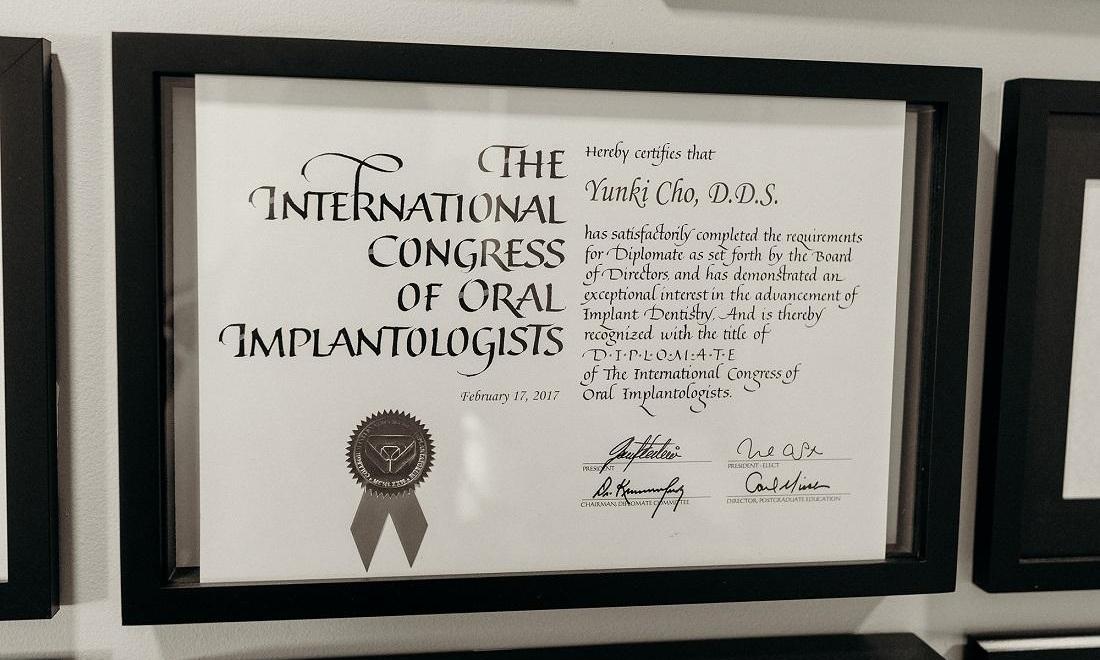 THE
INTERNATIONAL
CONGRESS
OF ORAL
IMPLANTOLOGISTS
February 17, 2017
Hereby certifies that
Yunki Cho, D.D.S.
has satisfactorily completed the requirements
for Diplomate as set forth by the Board
of Directors, and has demonstrated an
exceptional interest in the advancement of
Implant Dentistry. And is thereby
recognized with the title of
D·I·P·L·O·M·A·T·E
of The International Congress of
Oral Implantologists.
PRESIDENT
PRESIDENT-ELECT
CHAIRMAN, DIPLOMATE COMMITTEE
DIRECTOR, POSTGRADUATE EDUCATION